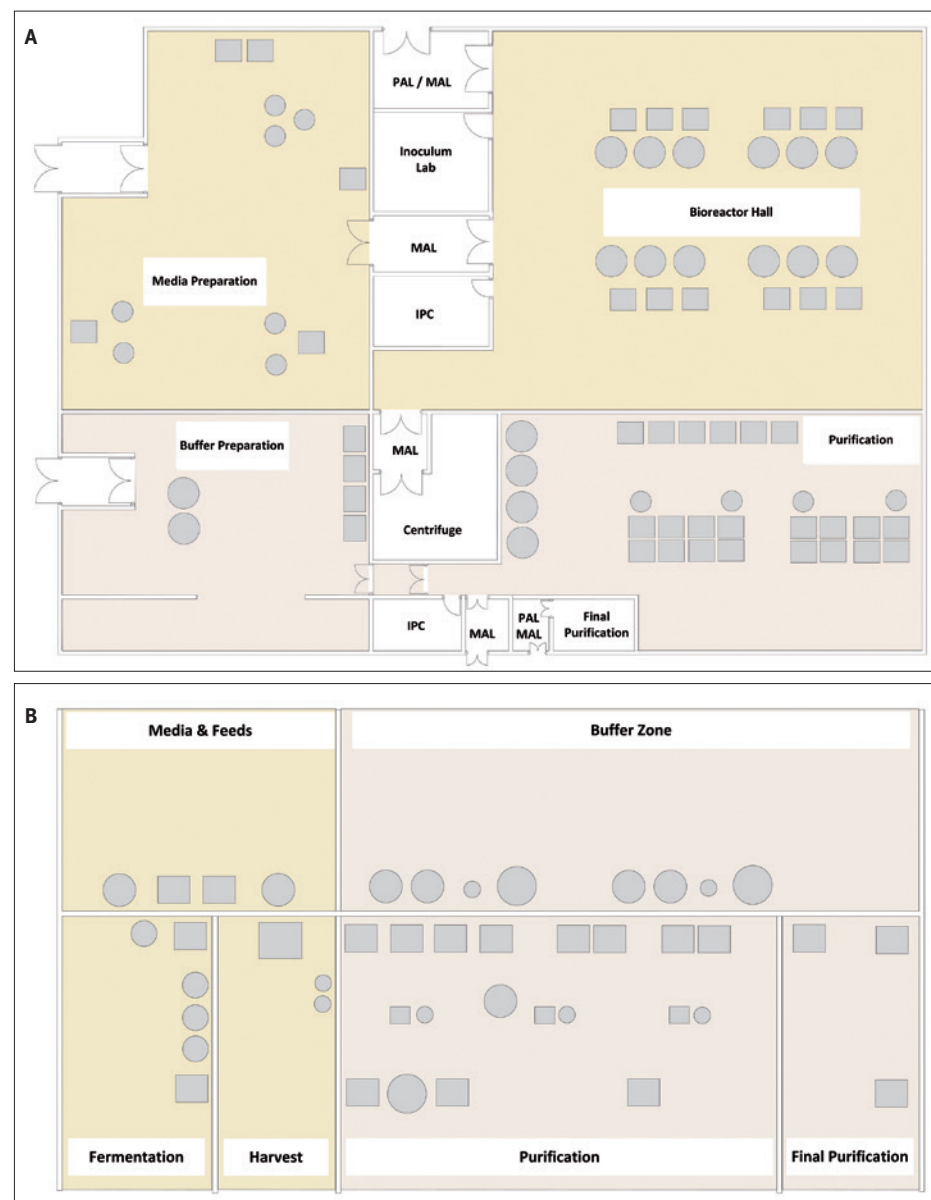 A
PAL / MAL
Inoculum
Lab
Bioreactor Hall
MAL
Media Preparation
IPC
Buffer Preparation
MAL
Purification
Centrifuge
IPC
MAL
PAL
MAL
Final
Purification
B
Media & Feeds
Buffer Zone
Fermentation
Harvest
Purification
Final Purification